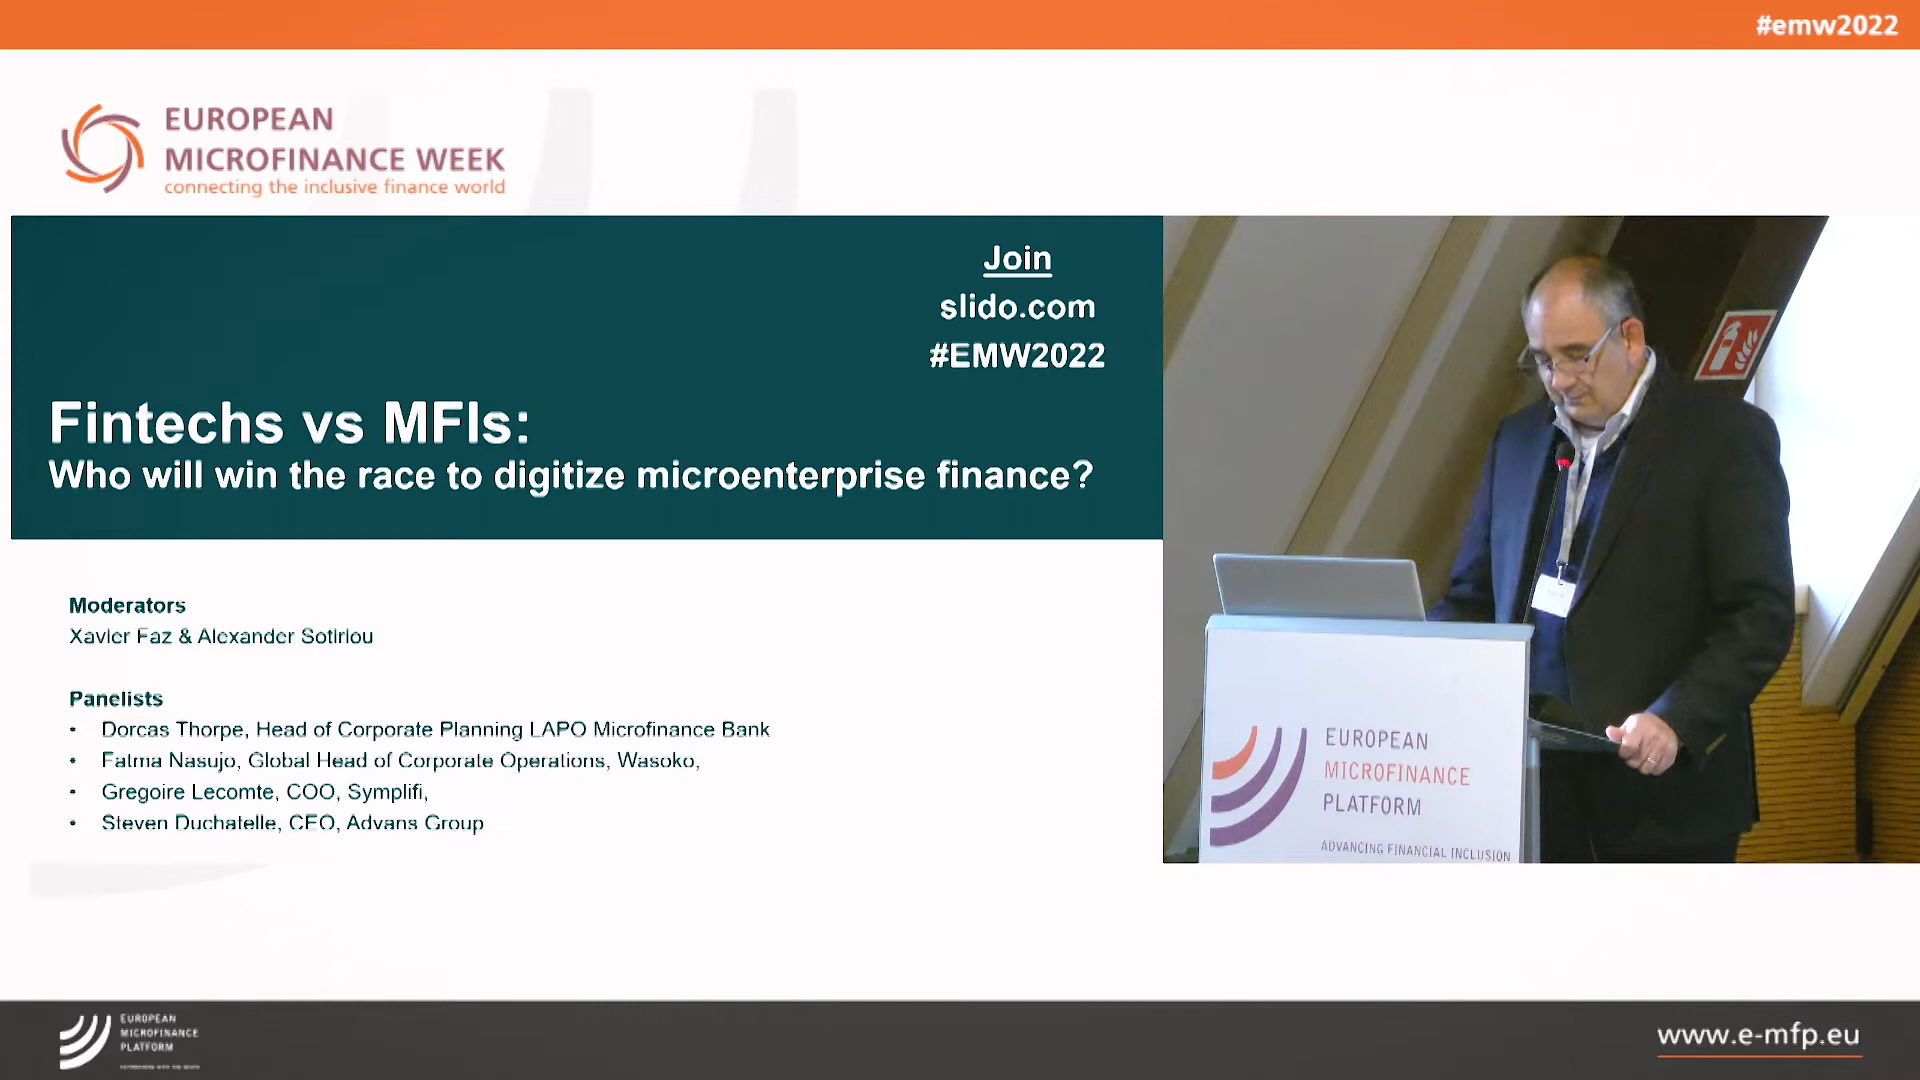 #emw2022
EUROPEAN
MICROFINANCE WEEK
connecting the inclusive finance world
Join
slido.com
#EMW2022
Fintechs vs MFIs:
Who will win the race to digitize microenterprise finance?
Moderators
Xavier Faz & Alexander Sotiriou
Panelists
• Dorcas Thorpe, Head of Corporate Planning LAPO Microfinance Bank
• Fatma Nasujo, Global Head of Corporate Operations, Wasoko,
• Gregoire Lecomte, COO, Symplifi,
• Steven Duchatelle, CEO, Advans Group
EUROPEAN
MICROFINANCE
PLATFORM
ADVANCING FINANCIAL INCLUSION
EUROPEAN
MICROFINANCE
PLATFORM
www.e-mfp.eu